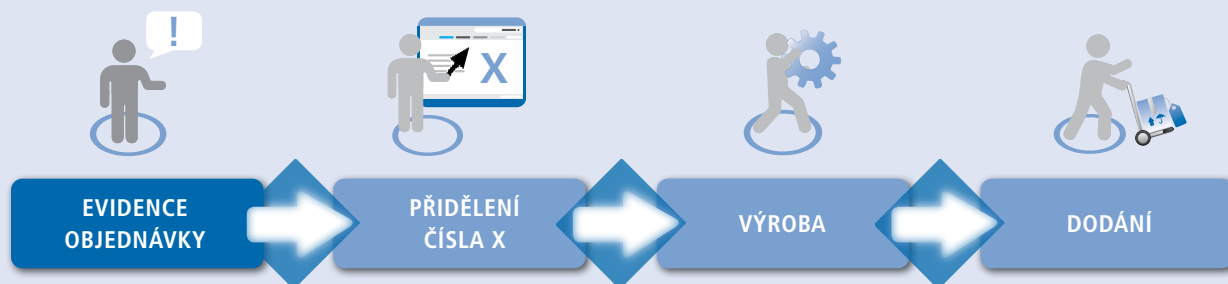 !
X
EVIDENCE
OBJEDNÁVKY
PŘIDĚLENÍ
ČÍSLA X
VÝROBA
DODÁNÍ